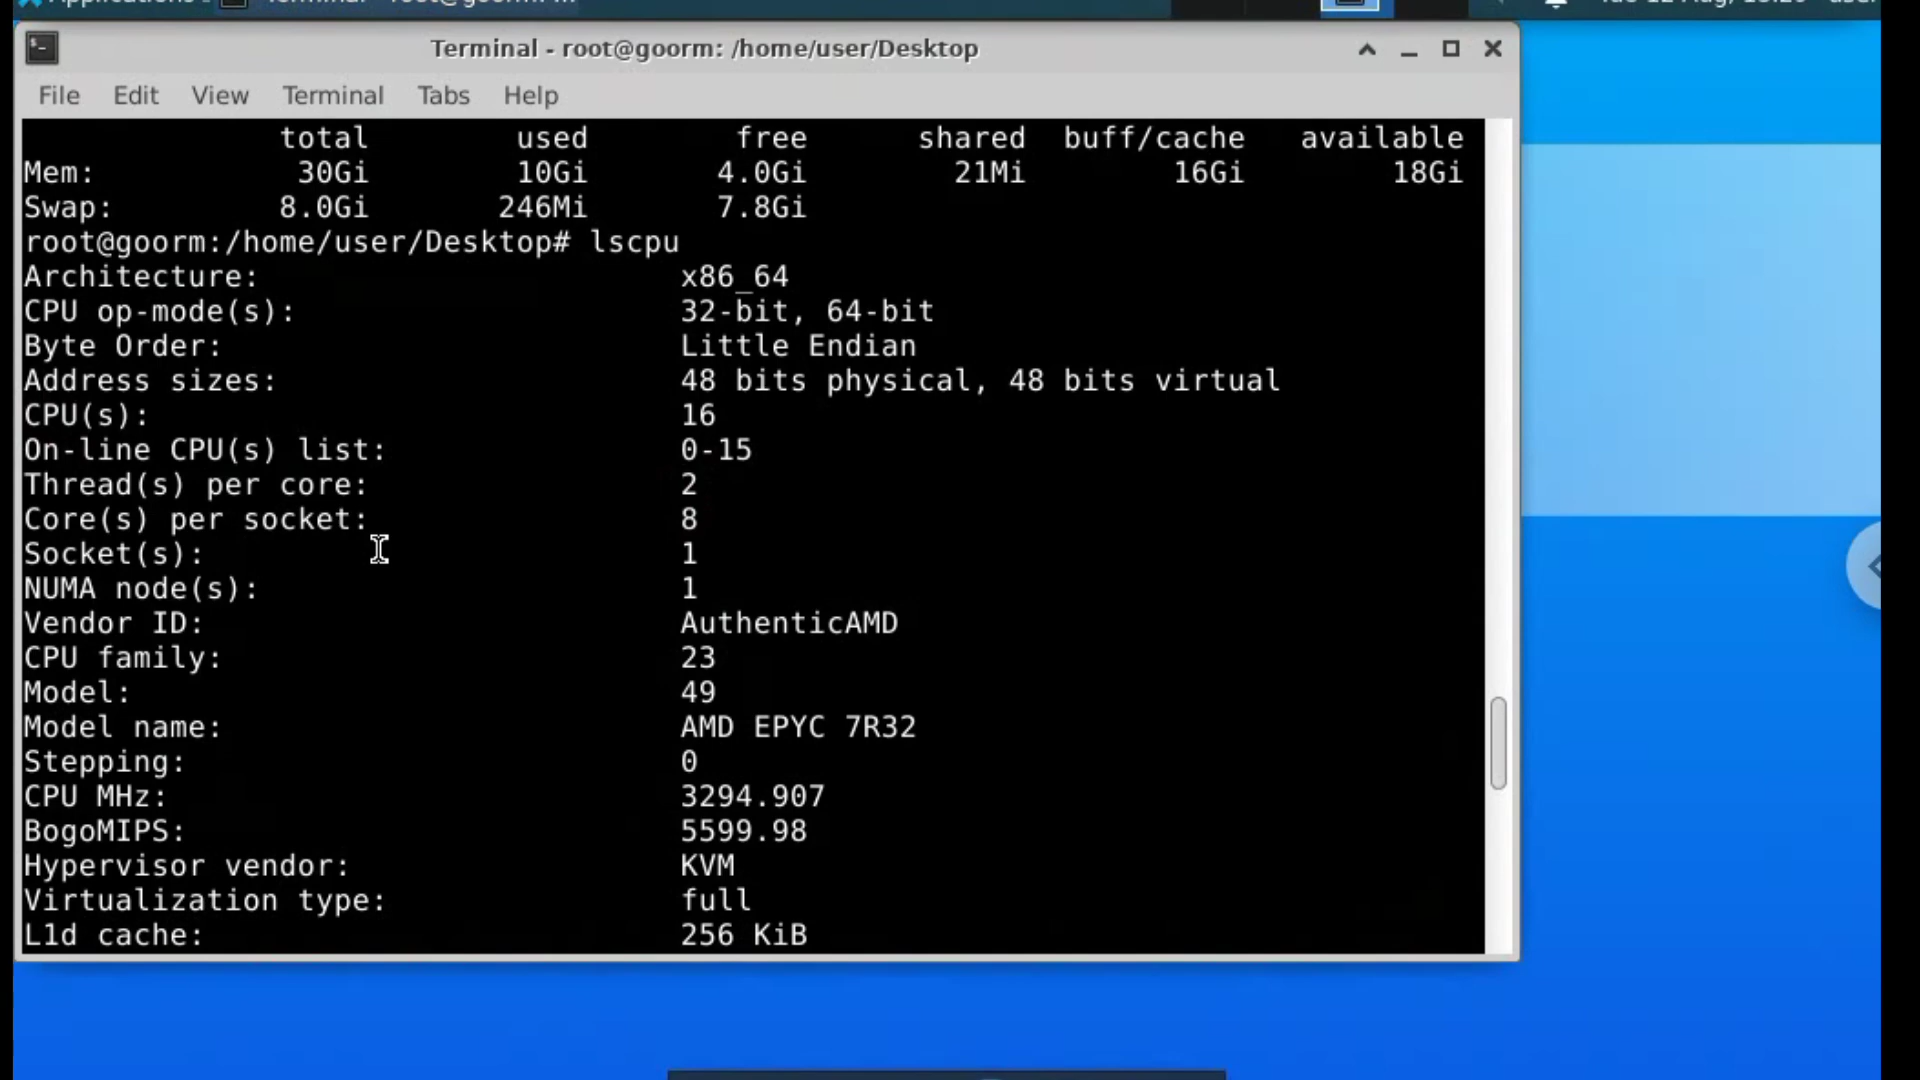 Terminal - root@goorm: /home/user/Desktop
File Edit View Terminal Tabs Help
total used free shared buff/cache available
Mem: 30Gi 10Gi 4.0Gi 21Mi 16Gi 18Gi
Swap: 8.0Gi 246Mi 7.8Gi
root@goorm:/home/user/Desktop# lscpu
Architecture: x86_64
CPU op-mode(s): 32-bit, 64-bit
Byte Order: Little Endian
Address sizes: 48 bits physical, 48 bits virtual
CPU(s): 16
On-line CPU(s) list: 0-15
Thread(s) per core: 2
Core(s) per socket: 8
Socket(s): 1
NUMA node(s): 1
Vendor ID: AuthenticAMD
CPU family: 23
Model: 49
Model name: AMD EPYC 7R32
Stepping: 0
CPU MHz: 3294.907
BogoMIPS: 5599.98
Hypervisor vendor: KVM
Virtualization type: full
L1d cache: 256 KiB